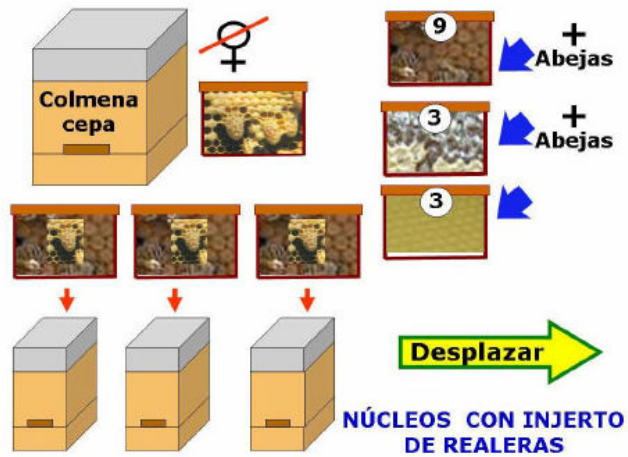 Colmena
cepa
9
+
Abejas
3
+
Abejas
3
Desplazar
NÚCLEOS CON INJERTO
DE REALERAS